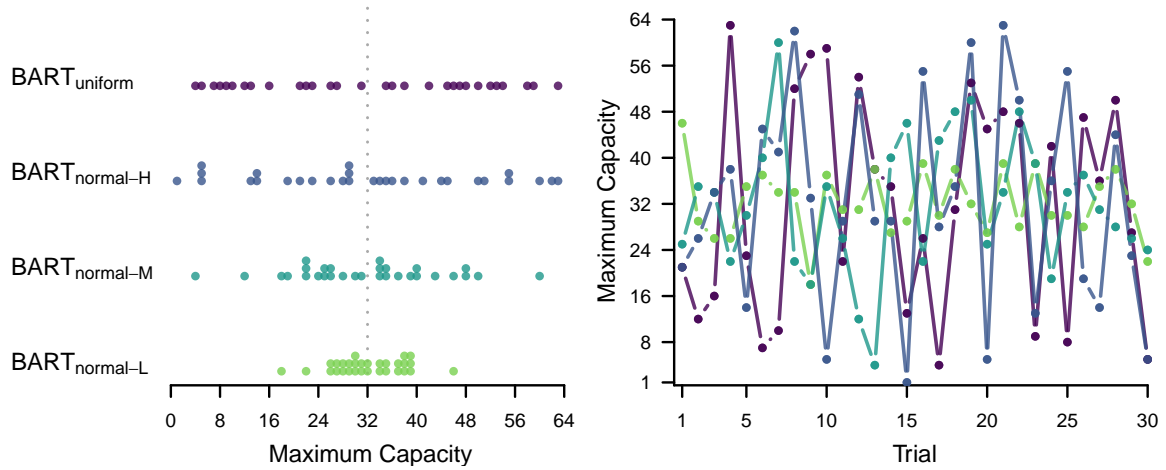 BARTuniform
BARTnormal–H
BARTnormal–M
BARTnormal–L
1 8 16 24 32 40 48 56 64
Maximum Capacity
64
56
48
40
32
24
16
8
1
Maximum Capacity
1 5 10 15 20 25 30
Trial